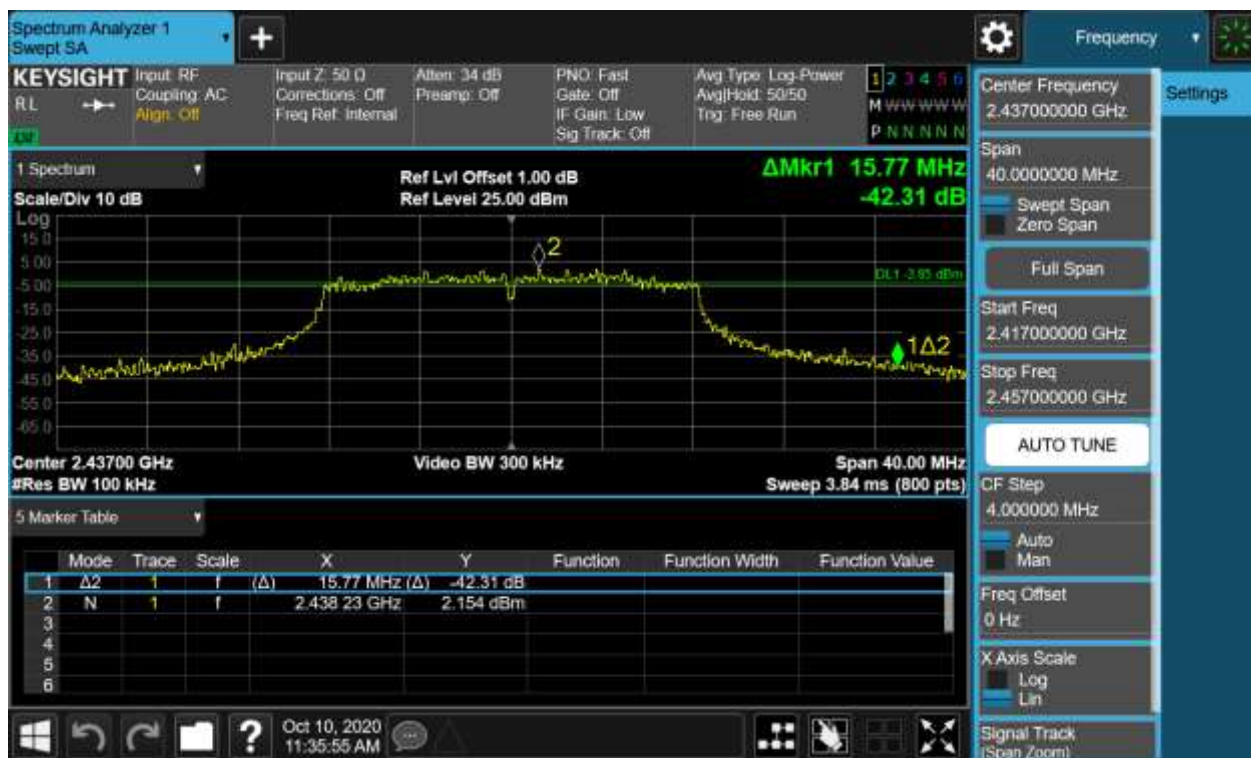 Spectrum Analyzer 1
Swept SA
+
Frequency
KEYSIGHT
RL
Input: RF
Coupling: AC
Align: Off
Input Z: 50 Ω
Corrections: Off
Freq Ref: Internal
Atten: 34 dB
Preamp: Off
PNO: Fast
Gate: Off
IF Gain: Low
Sig Track: Off
Avg Type: Log-Power
Avg|Hold: 50/50
Trig: Free Run
1 2 3 4 5 6
M W W W W W
P N N N N N
1 Spectrum
Scale/Div 10 dB
Ref Lvl Offset 1.00 dB
Ref Level 25.00 dBm
ΔMkr1 15.77 MHz
-42.31 dB
Log
15.0
5.00
-5.00
-15.0
-25.0
-35.0
-45.0
-55.0
-65.0
2
1Δ2
Center 2.43700 GHz
#Res BW 100 kHz
Video BW 300 kHz
Span 40.00 MHz
Sweep 3.84 ms (800 pts)
5 Marker Table
Mode Trace Scale X Y Function Function Width Function Value
1 Δ2 1 f (Δ) 15.77 MHz (Δ) -42.31 dB
2 N 1 f 2.438 23 GHz 2.154 dBm
3
4
5
6
?
Oct 10, 2020
11:35:55 AM
Center Frequency
2.437000000 GHz
Span
40.0000000 MHz
Swept Span
Zero Span
Full Span
Start Freq
2.417000000 GHz
Stop Freq
2.457000000 GHz
AUTO TUNE
CF Step
4.000000 MHz
Auto
Man
Freq Offset
0 Hz
X Axis Scale
Log
Lin
Signal Track
(Span Zoom)
Settings